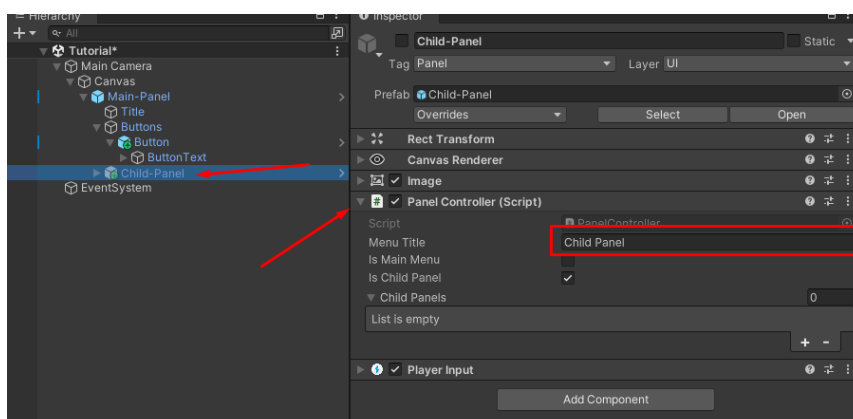 Hierarchy
All
Tutorial*
Main Camera
Canvas
Main-Panel
Title
Buttons
Button
ButtonText
Child-Panel
EventSystem
Inspector
Child-Panel
Static
Tag Panel Layer UI
Prefab Child-Panel
Overrides Select Open
Rect Transform
Canvas Renderer
Image
# Panel Controller (Script)
Script PanelController
Menu Title Child Panel
Is Main Menu
Is Child Panel
Child Panels 0
List is empty
+ -
Player Input
Add Component